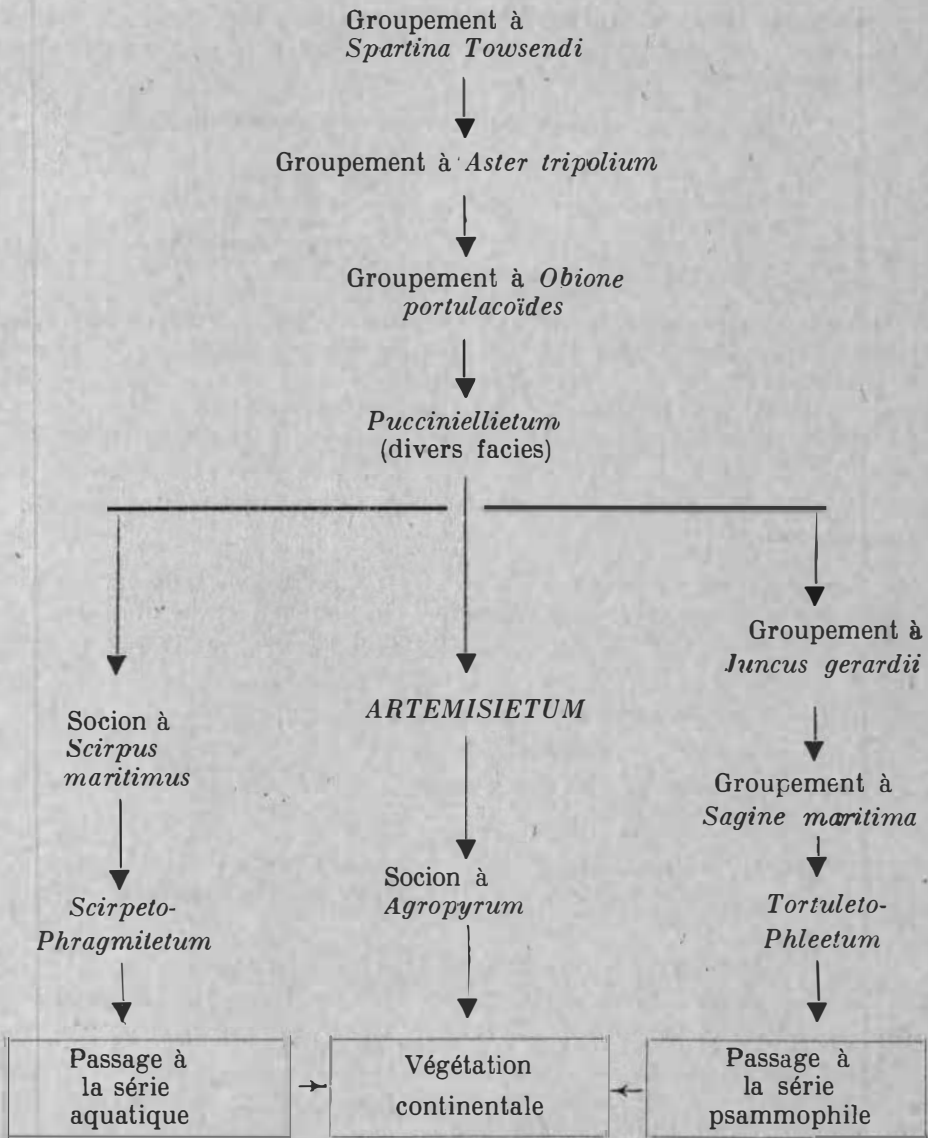 Groupement à
Spartina Towsendi
Groupement à Aster tripolium
Groupement à Obione
portulacoïdes
Pucciniellietum
(divers facies)
Socion à
Scirpus
maritimus
Scirpeto-
Phragmitetum
Passage à
la série
aquatique
ARTEMISIETUM
Socion à
Agropyrum
Végétation
continentale
Groupement à
Juncus gerardii
Groupement à
Sagine maritima
Tortuleto-
Phleetum
Passage à
la série
psammophile